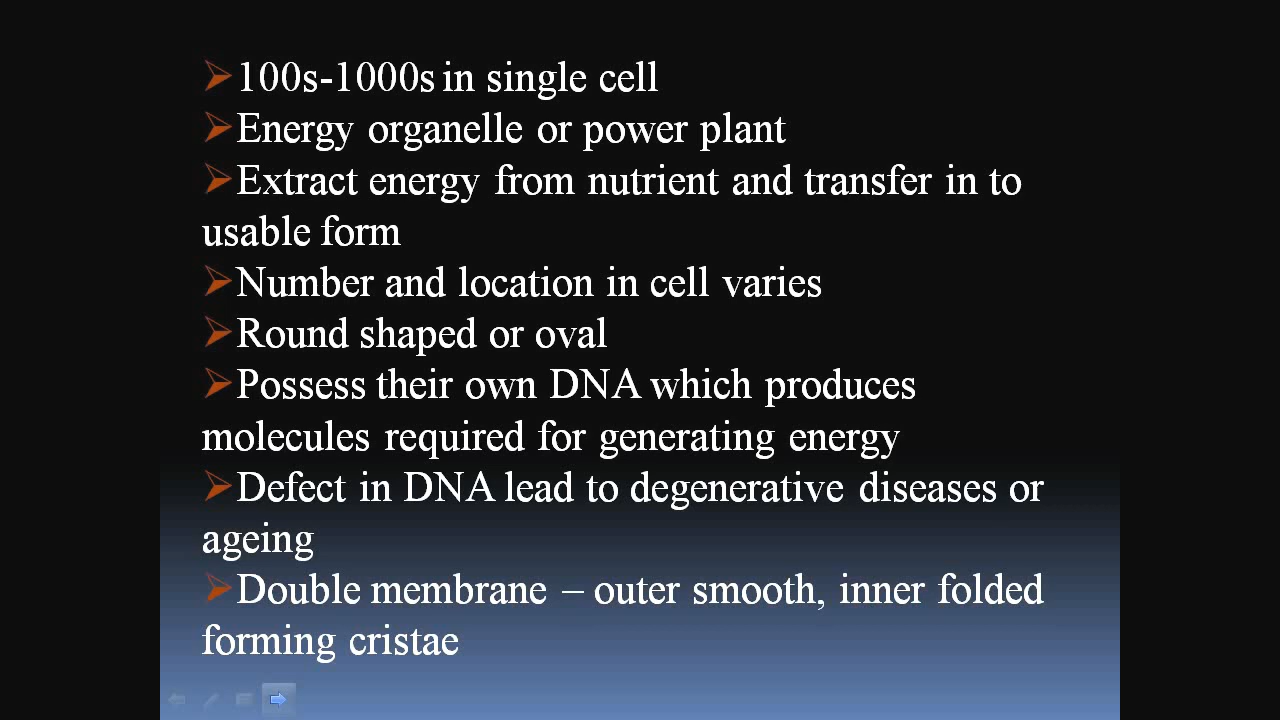 ➢100s-1000s in single cell
➢Energy organelle or power plant
➢Extract energy from nutrient and transfer in to
usable form
➢Number and location in cell varies
➢Round shaped or oval
➢Possess their own DNA which produces
molecules required for generating energy
➢Defect in DNA lead to degenerative diseases or
ageing
➢Double membrane – outer smooth, inner folded
forming cristae